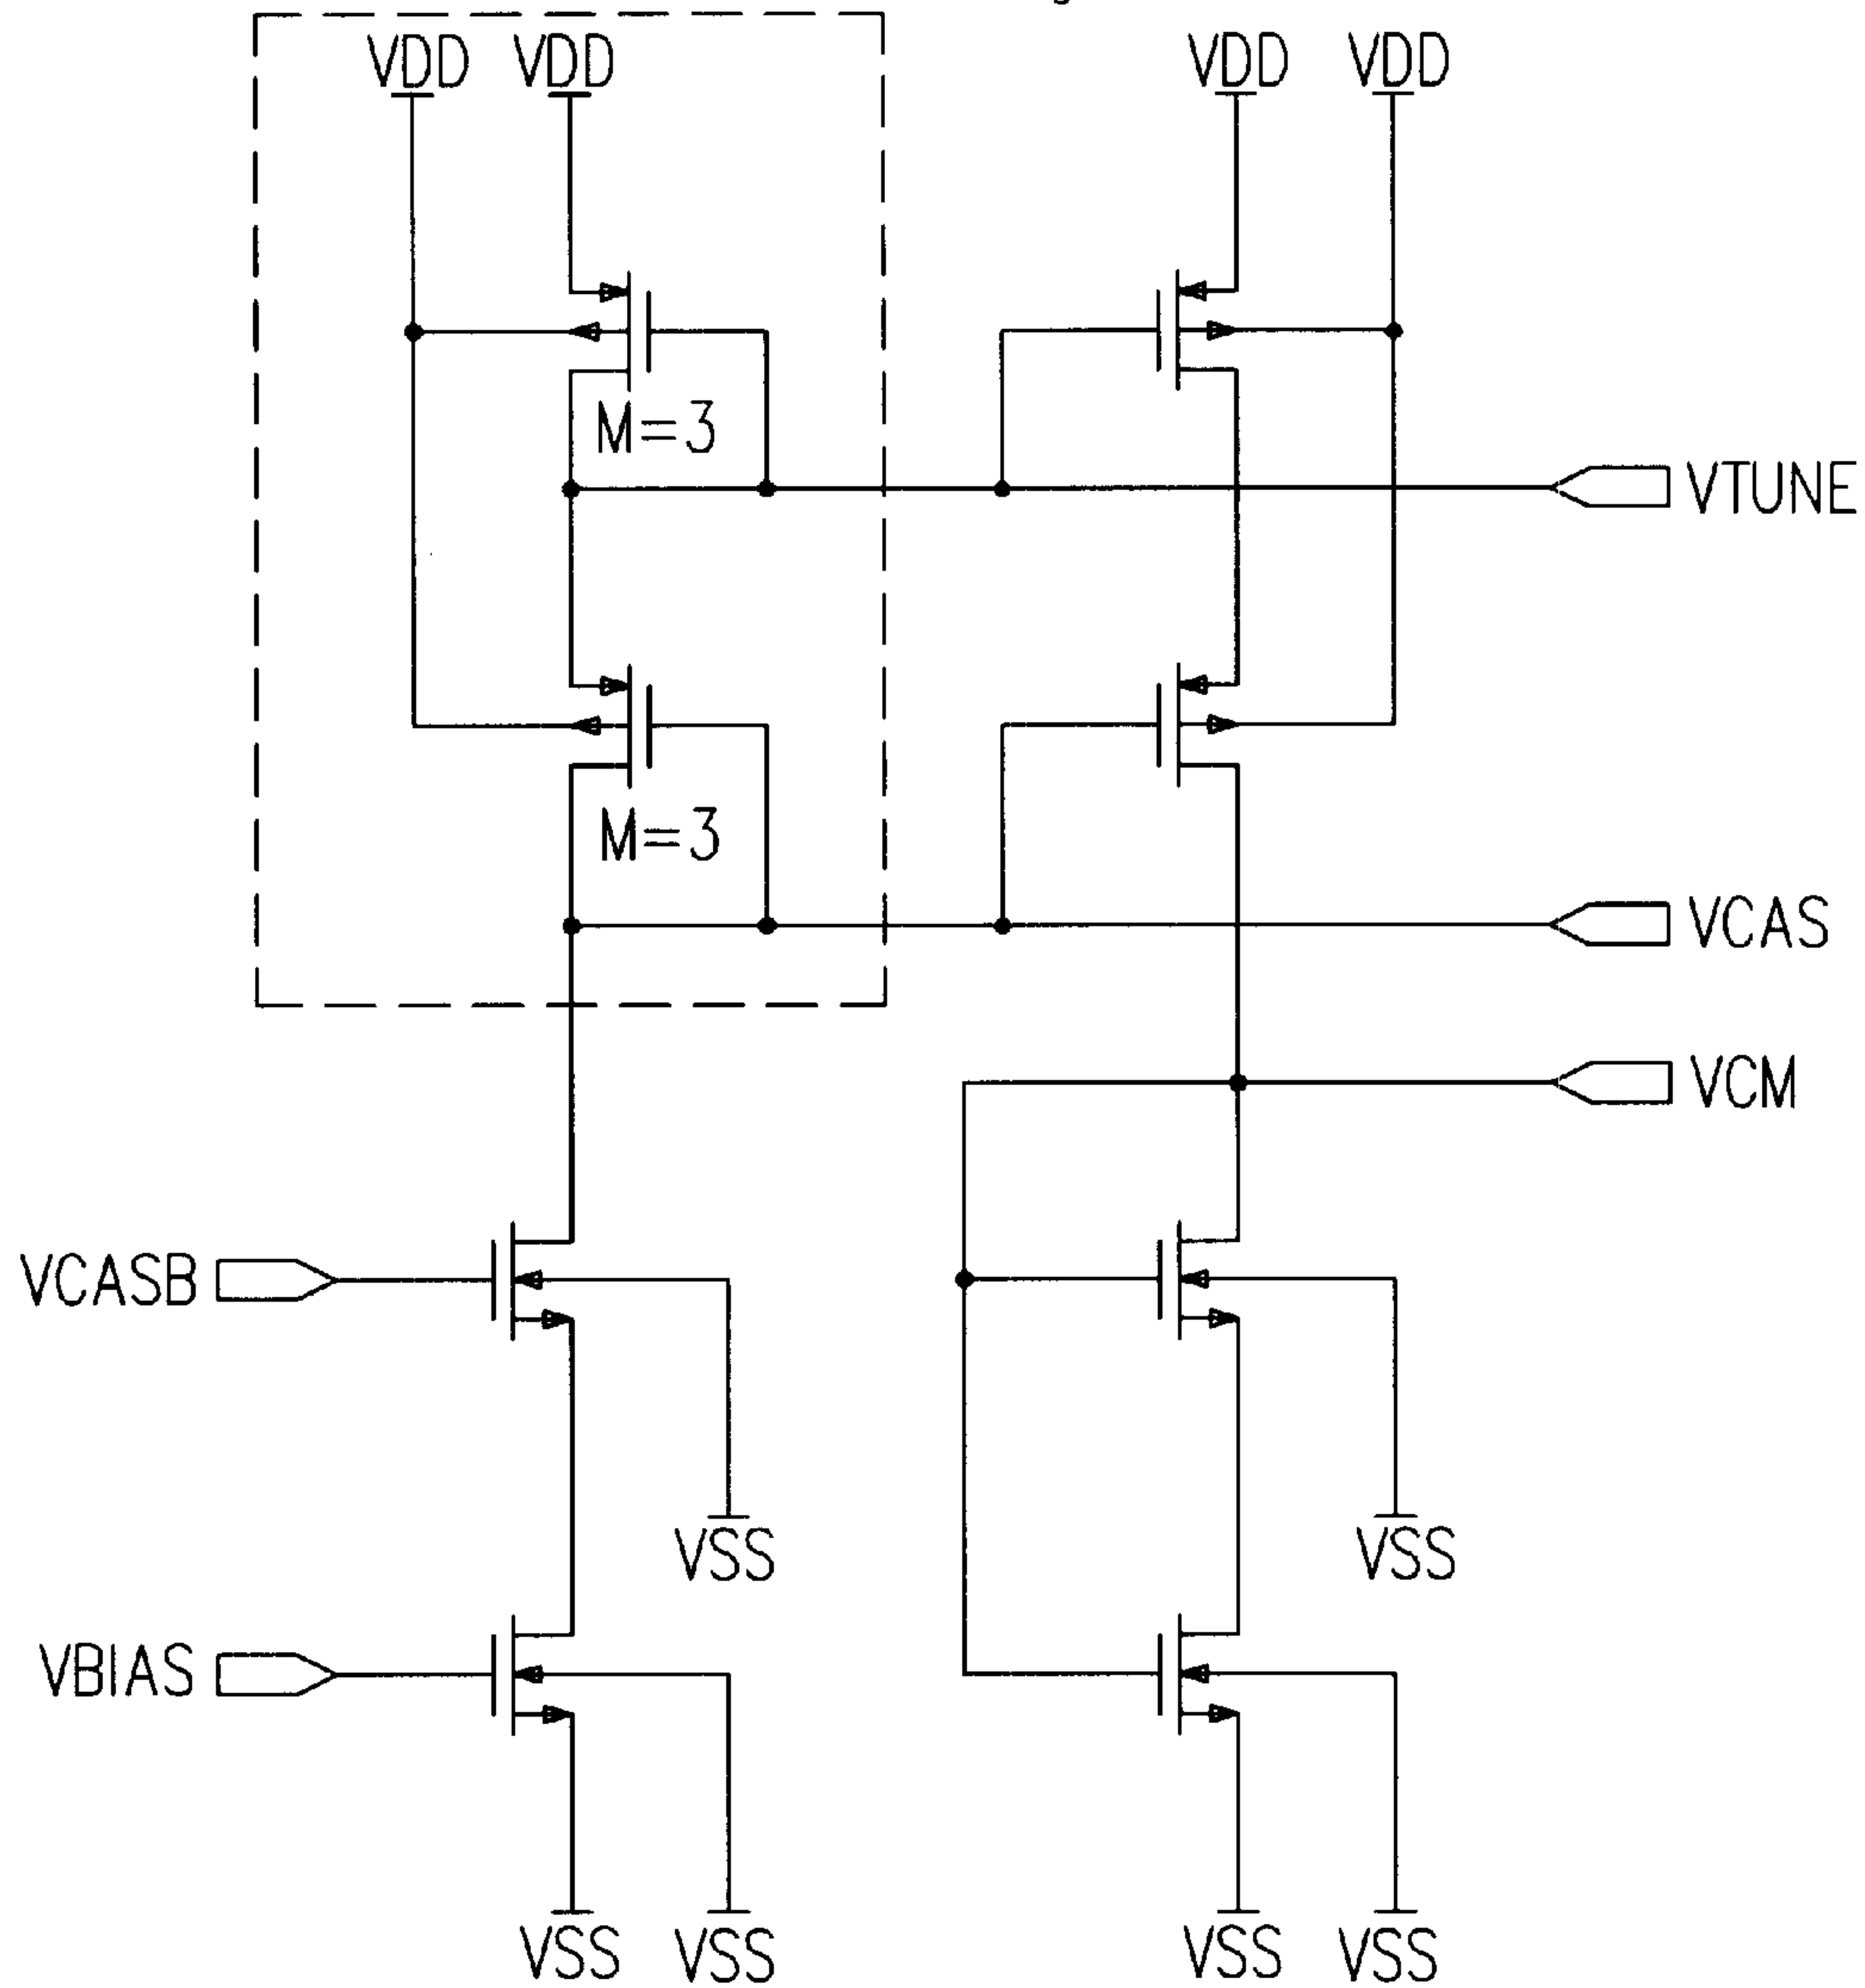 VDD VDD VDD VDD
M=3
VTUNE
M=3
VCAS
VCM
VCASB
VSS VSS
VBIAS
VSS VSS VSS VSS